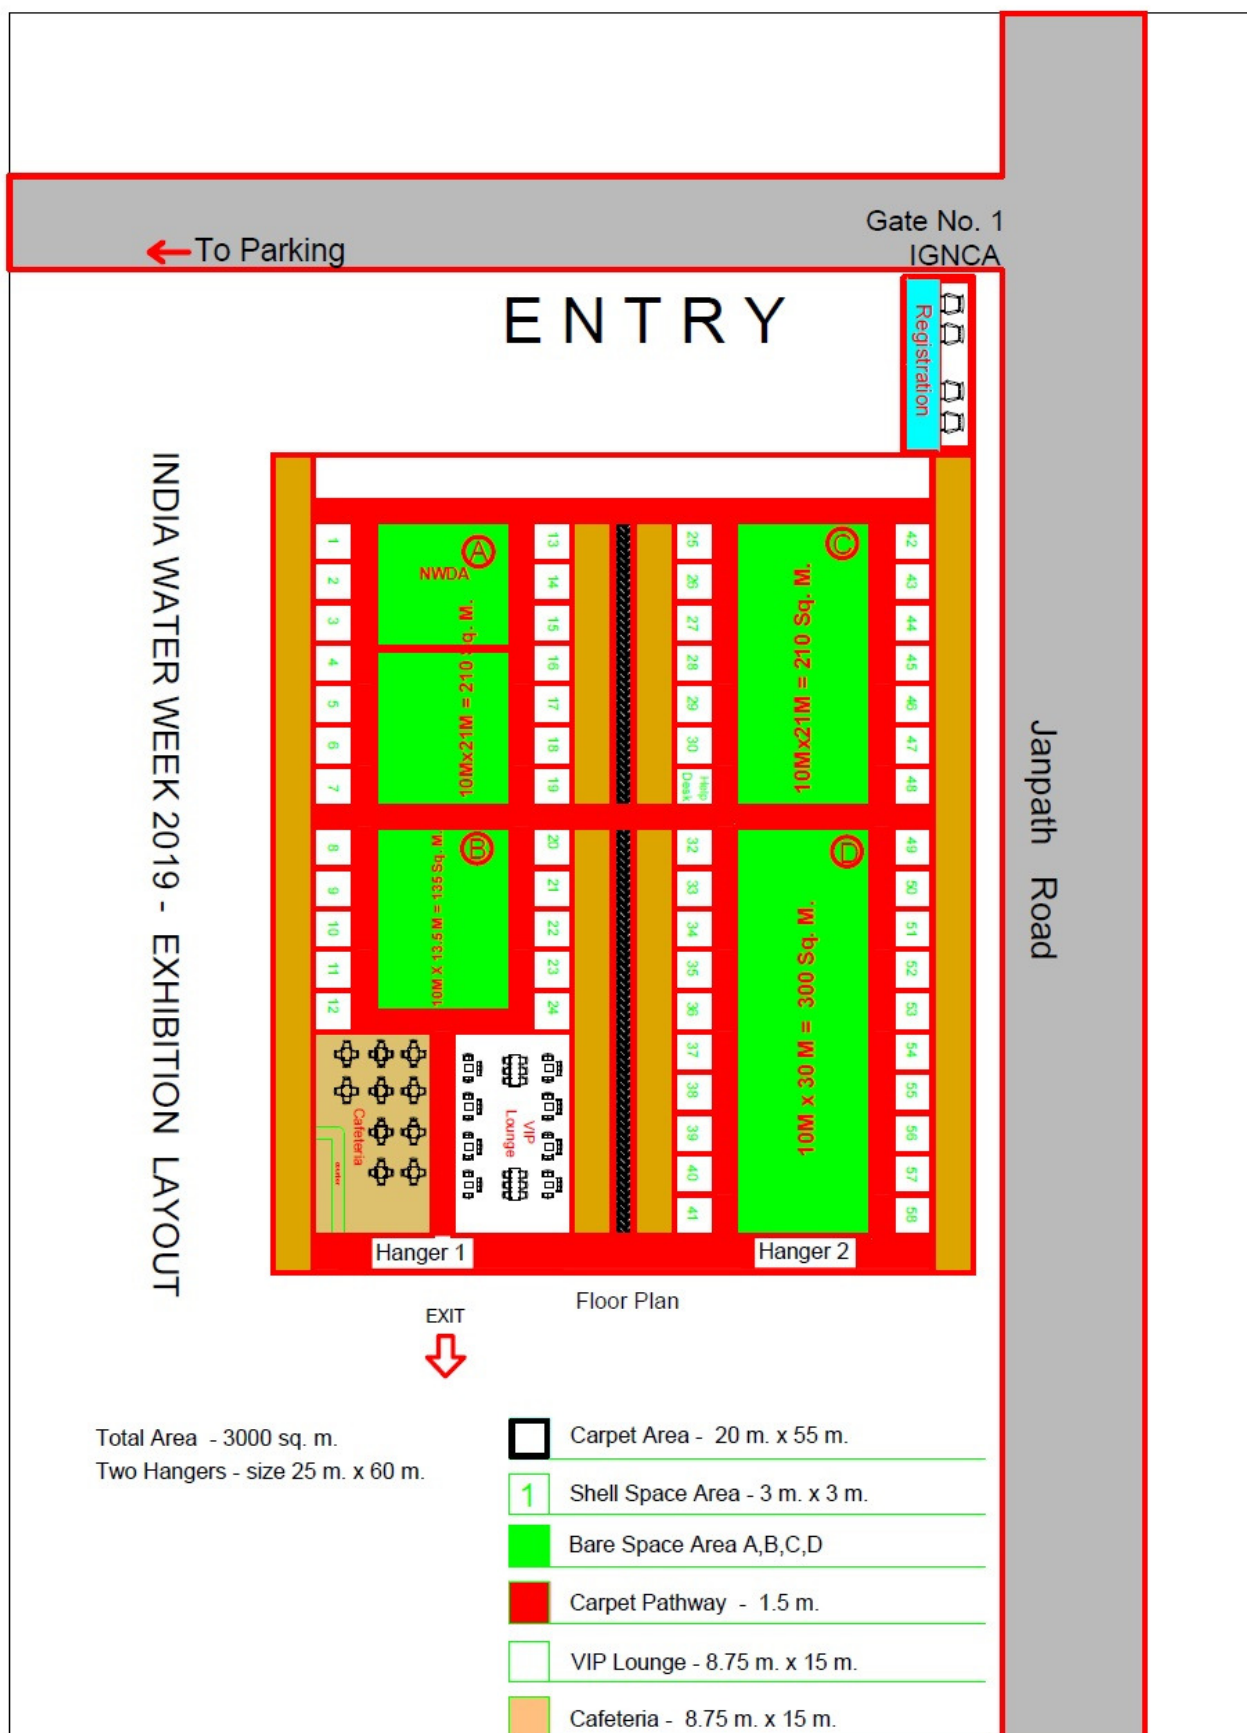 Gate No. 1
IGNCA
To Parking
ENTRY
Registration
INDIA WATER WEEK 2019 - EXHIBITION LAYOUT
Janpath Road
1
2
3
4
5
6
7
8
9
10
11
12
A
NWDA
10Mx21M = 210 Sq. M.
B
10M X 13.5 M = 135 Sq. M.
13
14
15
16
17
18
19
20
21
22
23
24
25
26
27
28
29
30
Help
Desk
32
33
34
35
36
37
38
39
40
41
C
10Mx21M = 210 Sq. M.
D
10M x 30 M = 300 Sq. M.
42
43
44
45
46
47
48
49
50
51
52
53
54
55
56
57
58
Cafeteria
counter
VIP
Lounge
Hanger 1
Hanger 2
Floor Plan
EXIT
Total Area - 3000 sq. m.
Two Hangers - size 25 m. x 60 m.
Carpet Area - 20 m. x 55 m.
1 Shell Space Area - 3 m. x 3 m.
Bare Space Area A,B,C,D
Carpet Pathway - 1.5 m.
VIP Lounge - 8.75 m. x 15 m.
Cafeteria - 8.75 m. x 15 m.